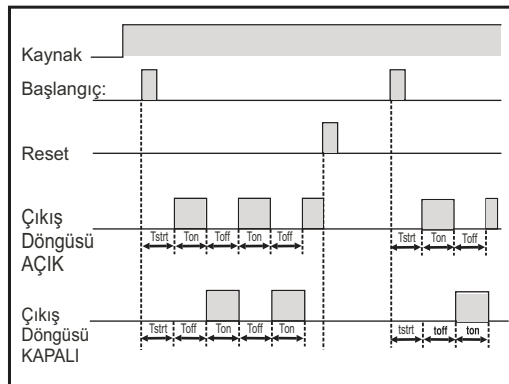 Kaynak
Başlangıç:
Reset
Çıkış
Döngüsü
AÇIK
Tstrt Ton Toff Ton Toff
Tstrt Ton Toff
Çıkış
Döngüsü
KAPALI
Tstrt Toff Ton Toff Ton
tstrt toff ton